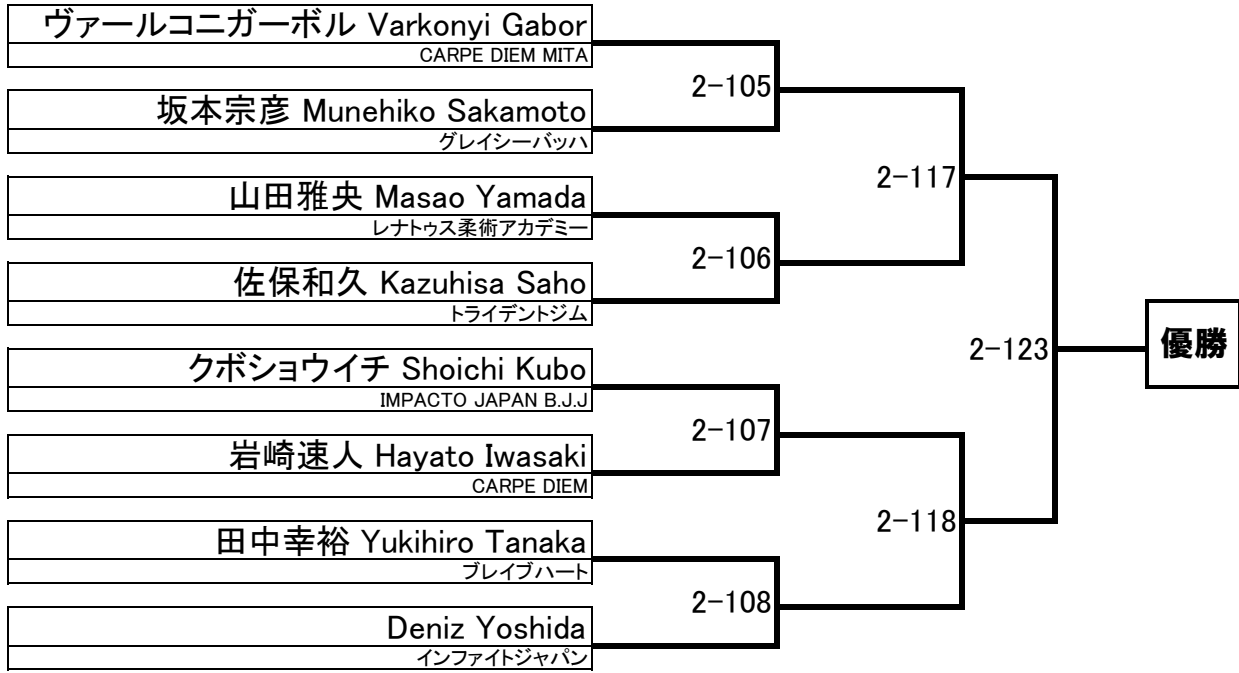 ヴァールコニガーボル Varkonyi Gabor
CARPE DIEM MITA
2-105
坂本宗彦 Munehiko Sakamoto
グレイシーバッハ
2-117
山田雅央 Masao Yamada
レナトゥス柔術アカデミー
2-106
佐保和久 Kazuhisa Saho
トライデントジム
2-123
優勝
クボショウイチ Shoichi Kubo
IMPACTO JAPAN B.J.J
2-107
岩崎速人 Hayato Iwasaki
CARPE DIEM
2-118
田中幸裕 Yukihiro Tanaka
ブレイブハート
2-108
Deniz Yoshida
インファイトジャパン